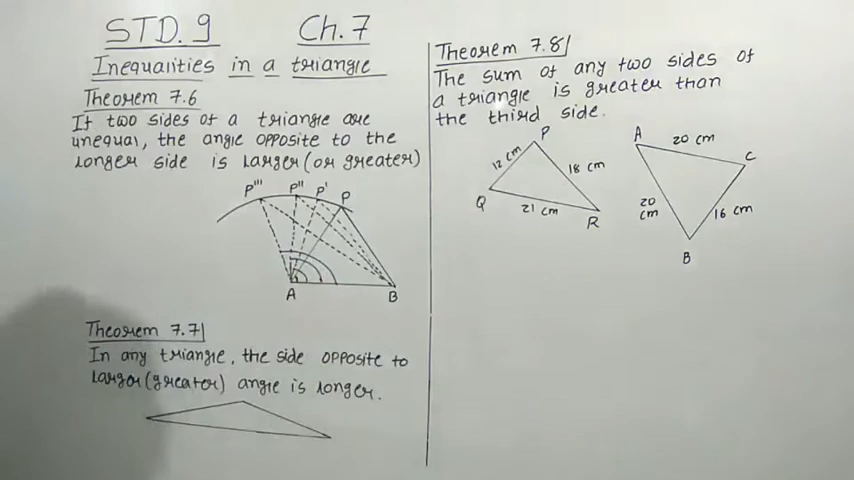 STD. 9 Ch. 7
Inequalities in a triangle
Theorem 7.6
If two sides of a triangle are
unequal, the angle opposite to the
longer side is larger (or greater)
P''' P'' P' P
A B
Theorem 7.7
In any triangle, the side opposite to
larger (greater) angle is longer.
Theorem 7.8
The sum of any two sides of
a triangle is greater than
the third side.
P
12 cm 18 cm
Q 21 cm R
A 20 cm C
20 cm 16 cm
B